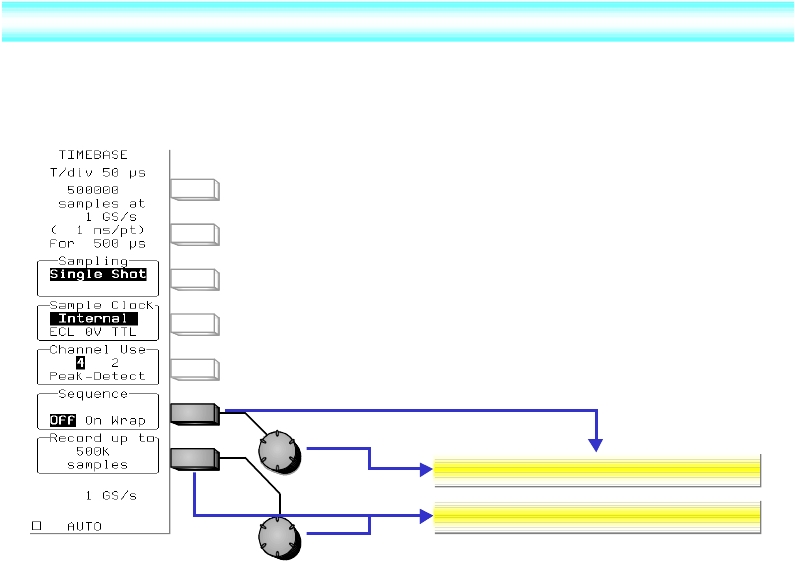 TIMEBASE
T/div 50 µs
500000
samples at
1 GS/s
( 1 ns/pt)
for 500 µs
Sampling
Single Shot
Sample Clock
Internal
ECL 0V TTL
Channel Use
4 2
Peak-Detect
Sequence
Off On Wrap
Record up to
500k
samples
1 GS/s
□ AUTO